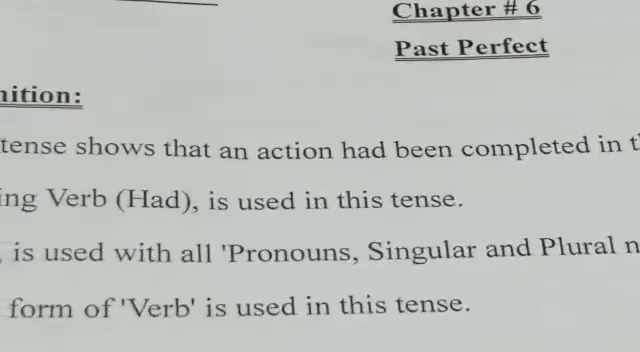 Chapter # 6
Past Perfect
nition:
tense shows that an action had been completed in t
ing Verb (Had), is used in this tense.
is used with all 'Pronouns, Singular and Plural n
form of 'Verb' is used in this tense.